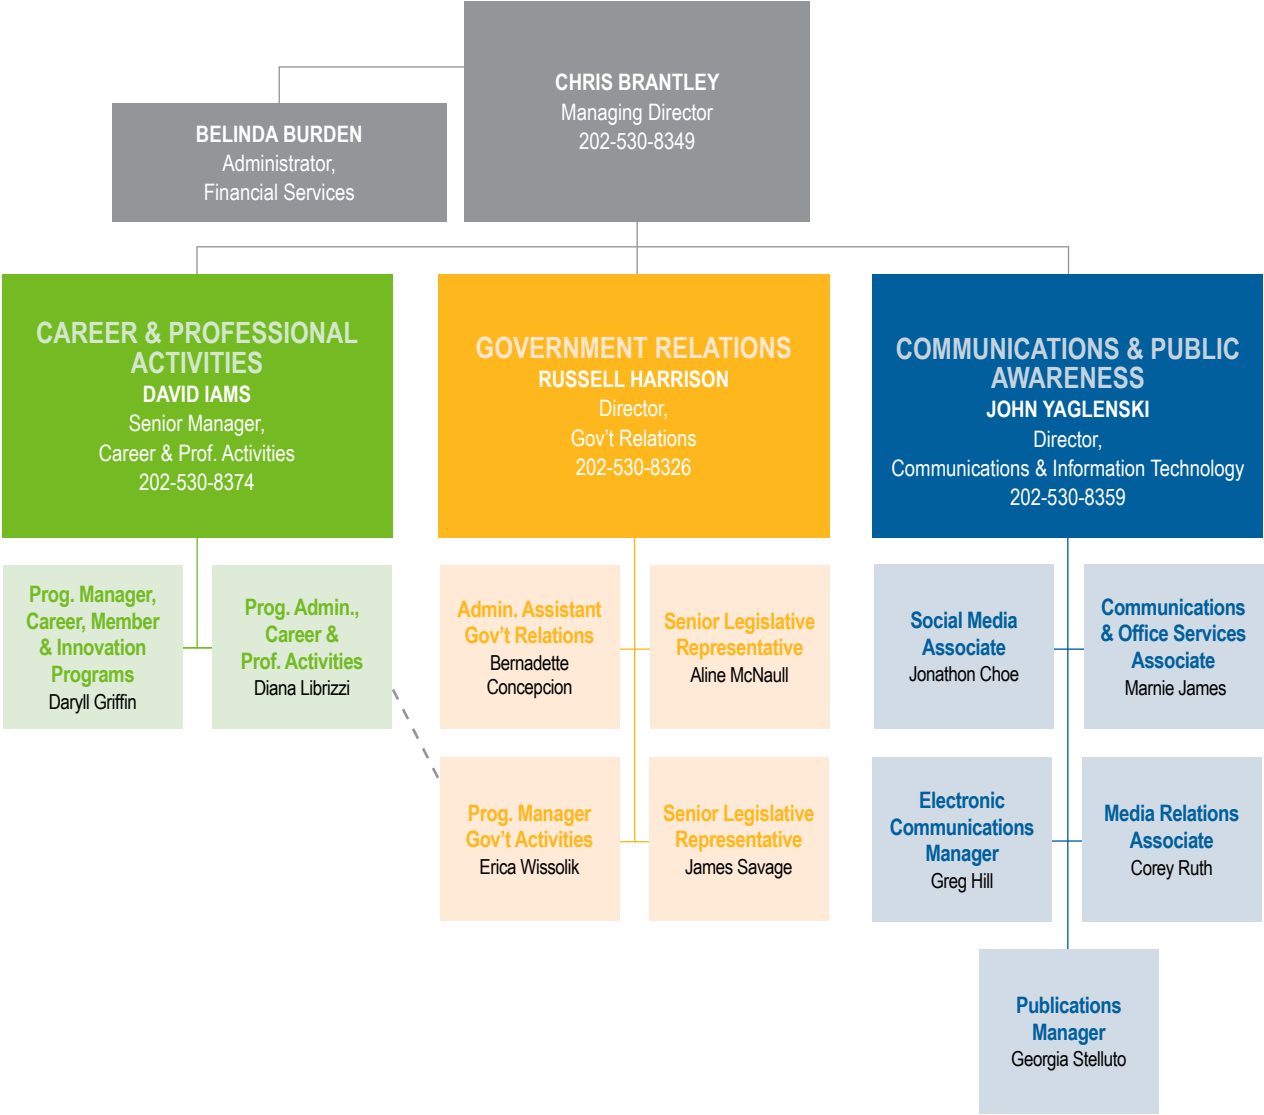 CHRIS BRANTLEY
Managing Director
202-530-8349
BELINDA BURDEN
Administrator,
Financial Services
CAREER & PROFESSIONAL
ACTIVITIES
DAVID IAMS
Senior Manager,
Career & Prof. Activities
202-530-8374
GOVERNMENT RELATIONS
RUSSELL HARRISON
Director,
Gov't Relations
202-530-8326
COMMUNICATIONS & PUBLIC
AWARENESS
JOHN YAGLENSKI
Director,
Communications & Information Technology
202-530-8359
Prog. Manager,
Career, Member
& Innovation
Programs
Daryll Griffin
Prog. Admin.,
Career &
Prof. Activities
Diana Librizzi
Admin. Assistant
Gov't Relations
Bernadette
Concepcion
Senior Legislative
Representative
Aline McNaull
Social Media
Associate
Jonathon Choe
Communications
& Office Services
Associate
Marnie James
Prog. Manager
Gov't Activities
Erica Wissolik
Senior Legislative
Representative
James Savage
Electronic
Communications
Manager
Greg Hill
Media Relations
Associate
Corey Ruth
Publications
Manager
Georgia Stelluto